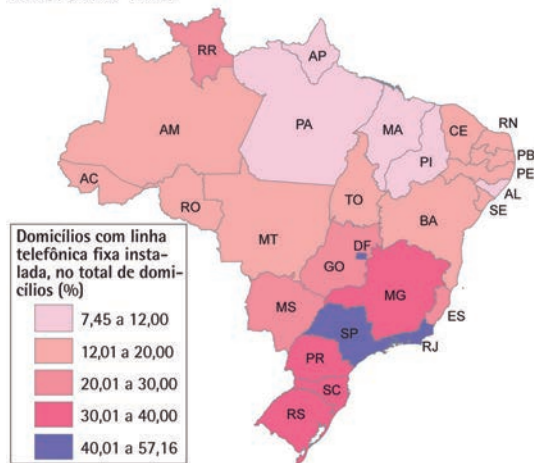 RR
AP
AM
PA
MA
CE
RN
PB
PE
PI
AL
SE
AC
RO
TO
BA
MT
DF
GO
MG
ES
MS
SP
RJ
PR
SC
RS
Domicílios com linha
telefônica fixa insta-
lada, no total de domi-
cílios (%)
7,45 a 12,00
12,01 a 20,00
20,01 a 30,00
30,01 a 40,00
40,01 a 57,16